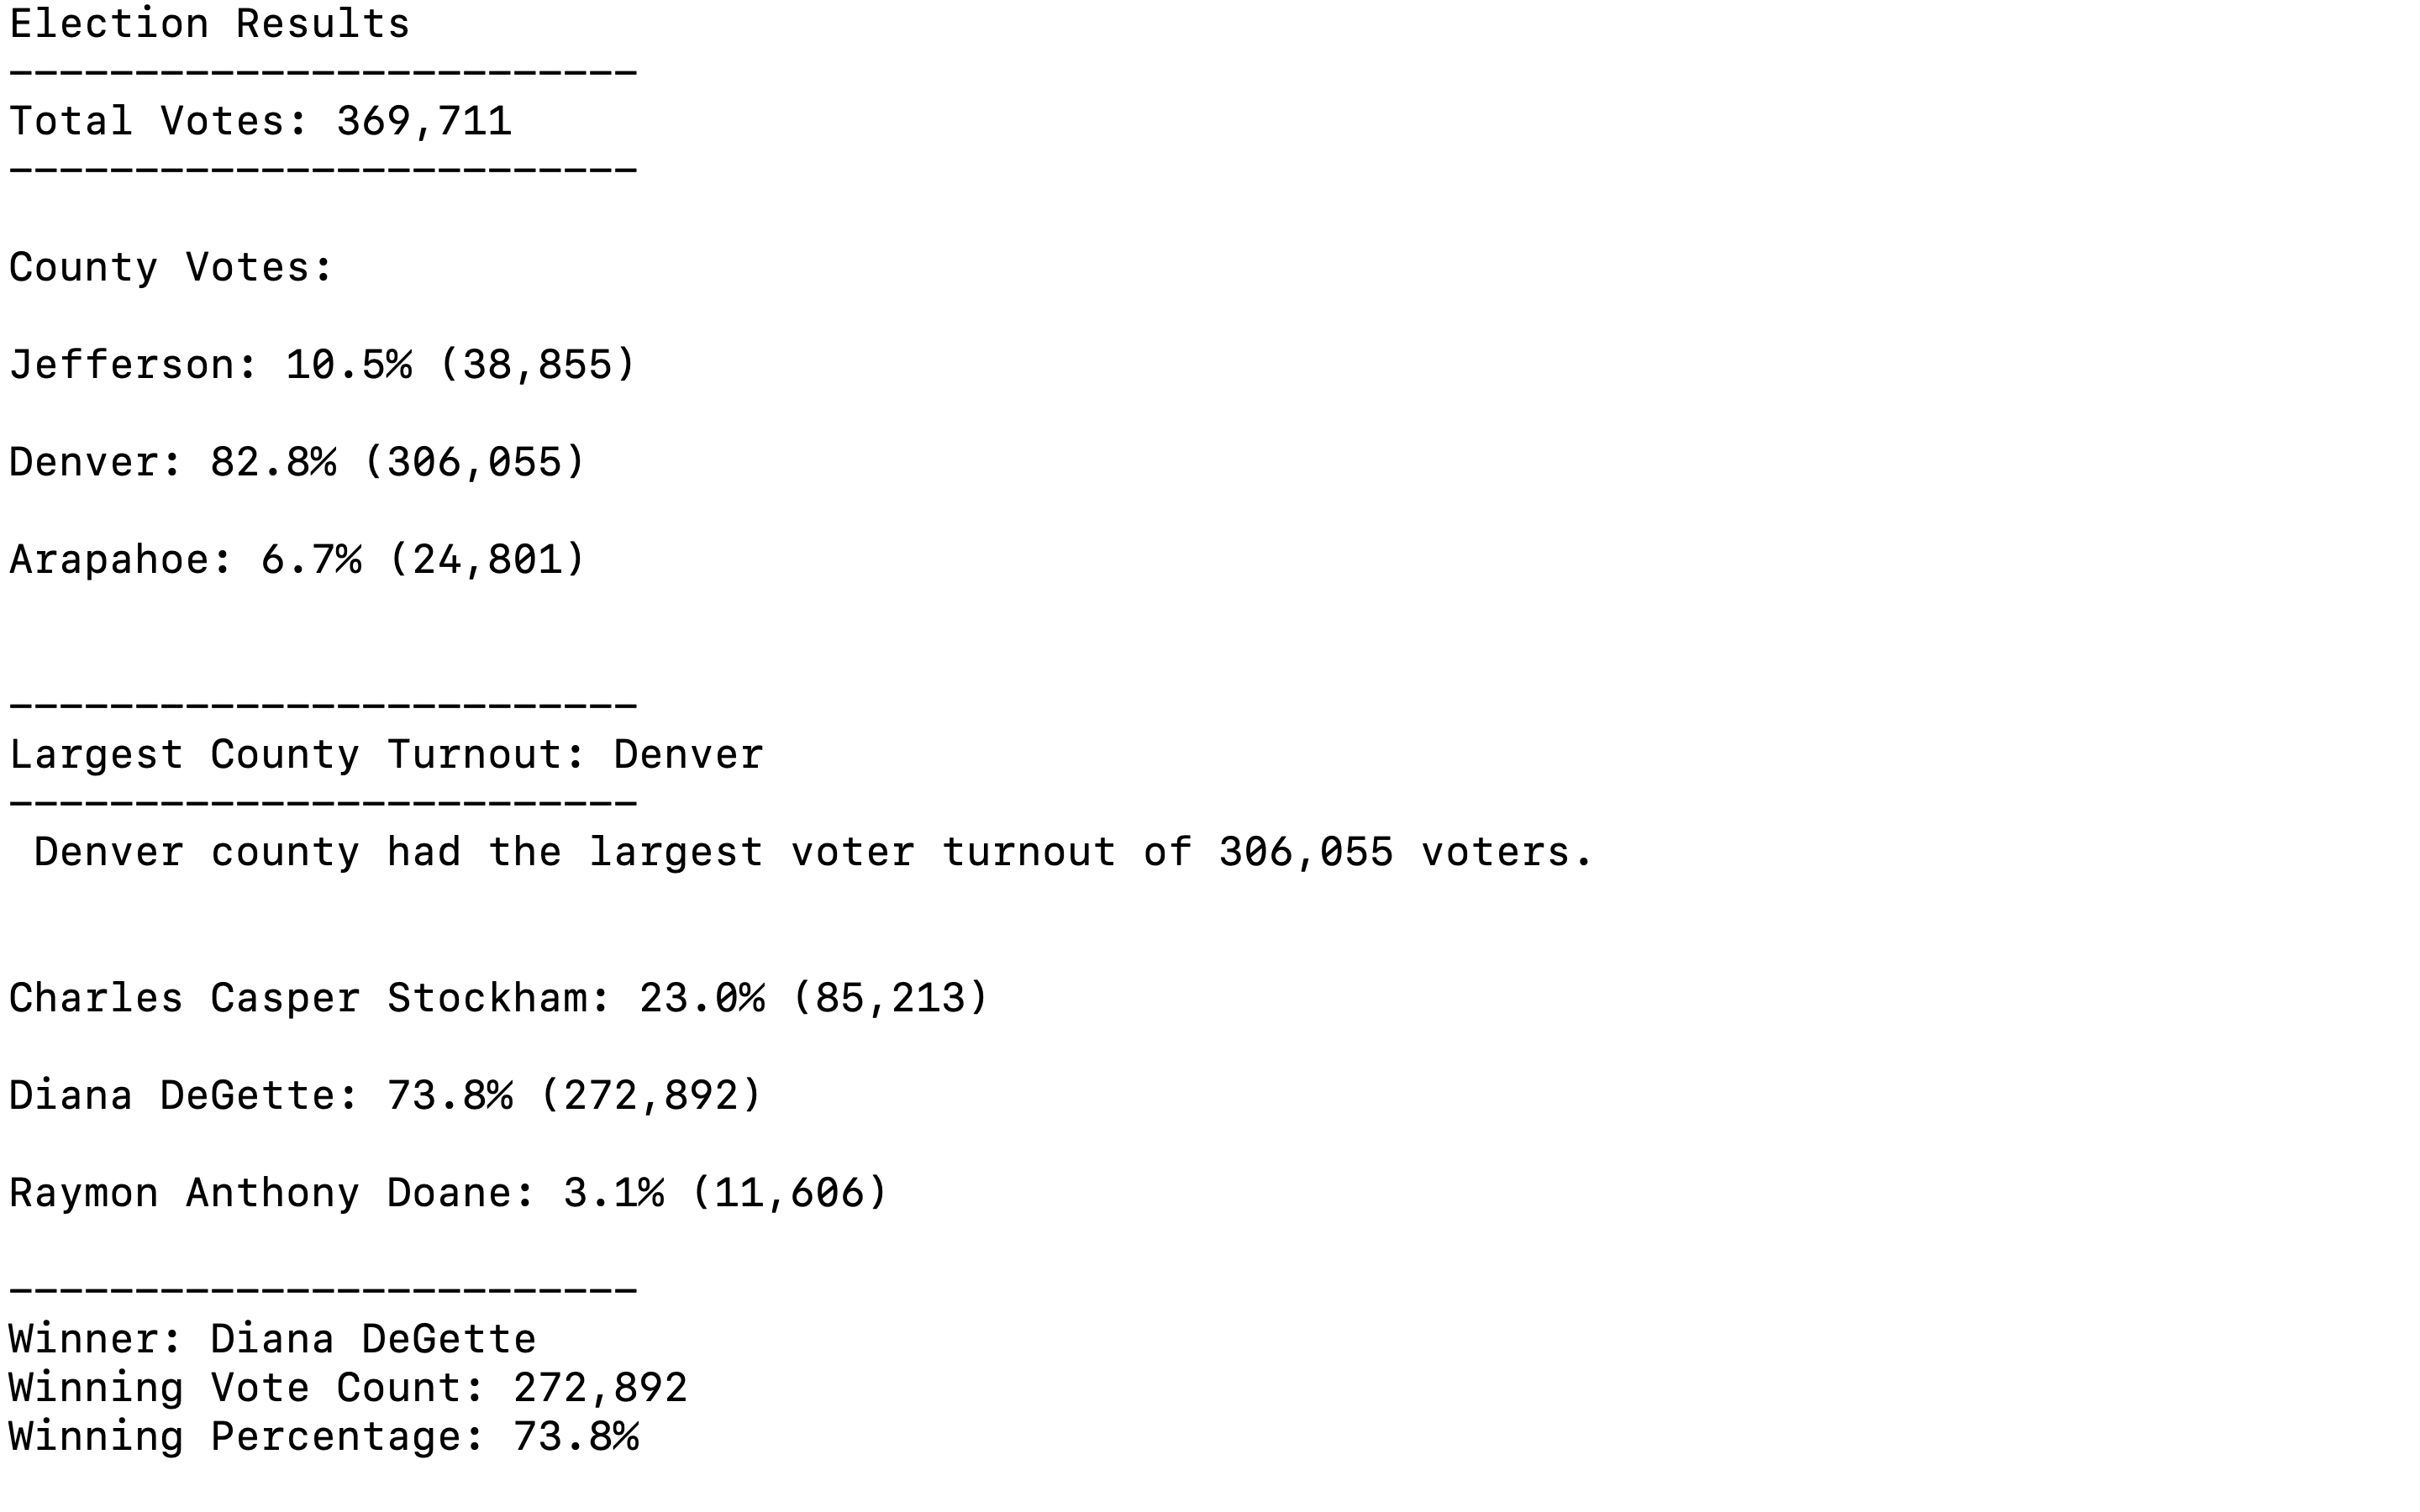 Election Results
-------------------------
Total Votes: 369,711
-------------------------
County Votes:
Jefferson: 10.5% (38,855)
Denver: 82.8% (306,055)
Arapahoe: 6.7% (24,801)
-------------------------
Largest County Turnout: Denver
-------------------------
Denver county had the largest voter turnout of 306,055 voters.
Charles Casper Stockham: 23.0% (85,213)
Diana DeGette: 73.8% (272,892)
Raymon Anthony Doane: 3.1% (11,606)
-------------------------
Winner: Diana DeGette
Winning Vote Count: 272,892
Winning Percentage: 73.8%